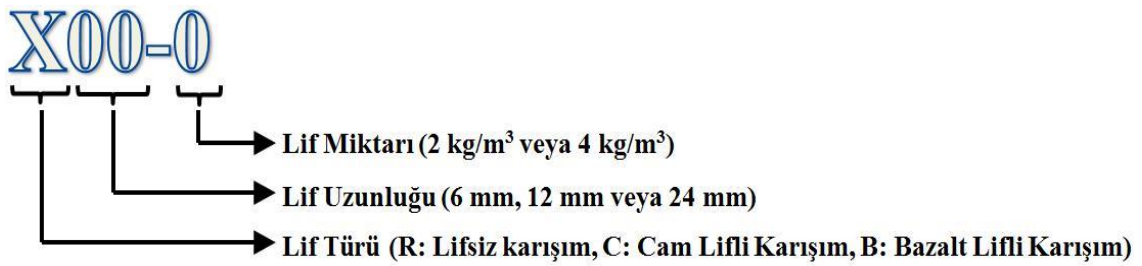 X00-0
Lif Miktarı (2 kg/m³ veya 4 kg/m³)
Lif Uzunluğu (6 mm, 12 mm veya 24 mm)
Lif Türü (R: Lifsiz karışım, C: Cam Lifli Karışım, B: Bazalt Lifli Karışım)